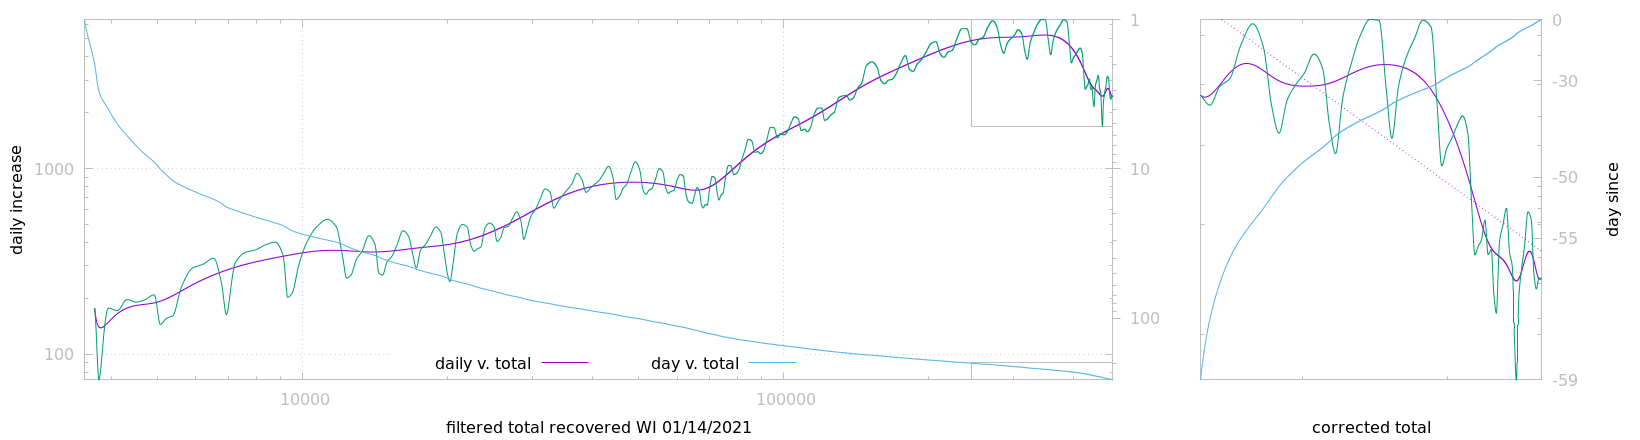 daily increase
1000
100
10000
100000
1
10
100
daily v. total
day v. total
filtered total recovered WI 01/14/2021
0
-30
-50
-55
-59
day since
corrected total